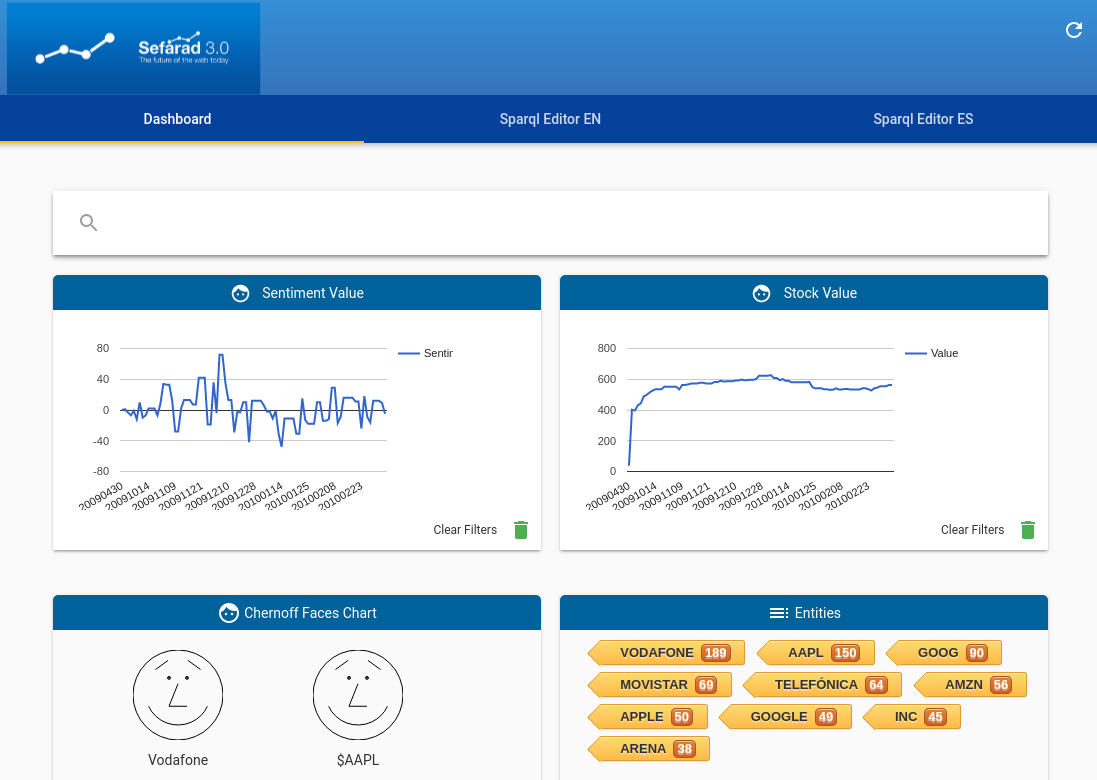 Sefarad 3.0
The future of the web today
Dashboard
Sparql Editor EN
Sparql Editor ES
Sentiment Value
80
40
0
-40
-80
Sentir
20090430
20091014
20091109
20091121
20091210
20091228
20100114
20100125
20100208
20100223
Clear Filters
Stock Value
800
600
400
200
0
Value
20090430
20091014
20091109
20091121
20091210
20091228
20100114
20100125
20100208
20100223
Clear Filters
Chernoff Faces Chart
Vodafone
$AAPL
Entities
VODAFONE 189
AAPL 150
GOOG 90
MOVISTAR 69
TELEFÓNICA 64
AMZN 56
APPLE 50
GOOGLE 49
INC 45
ARENA 38